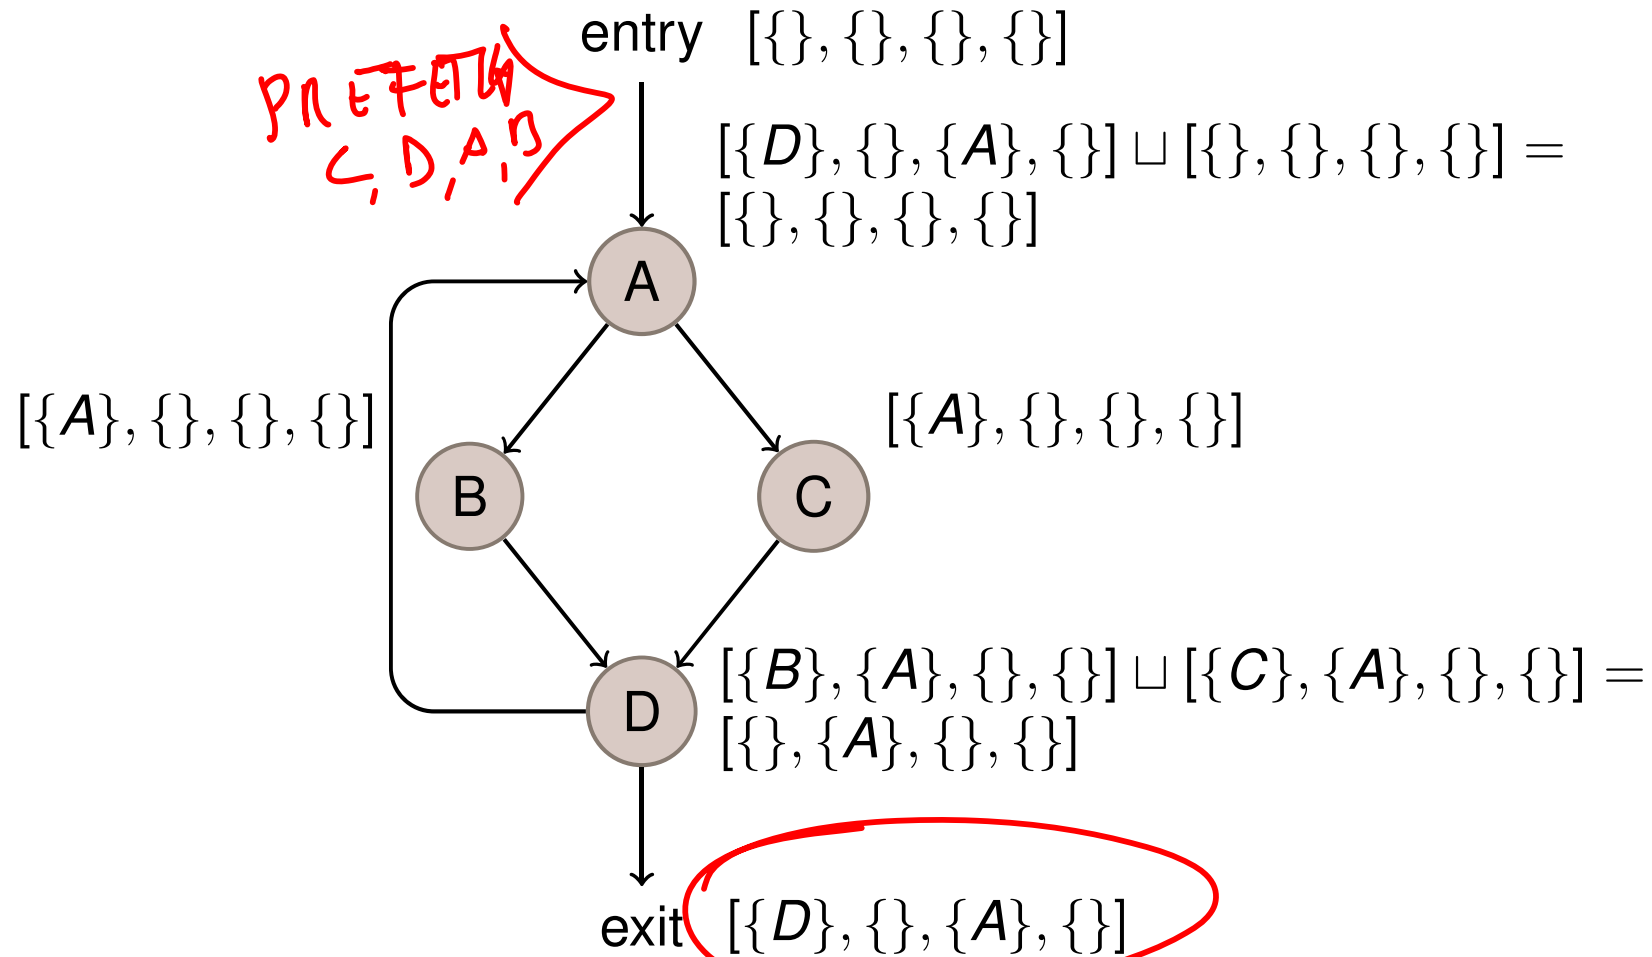 entry [{}, {}, {}, {}]
PREFETCH
C, D, A, B
[{D}, {}, {A}, {}] ⊔ [{}, {}, {}, {}] =
[{}, {}, {}, {}]
A
[{A}, {}, {}, {}]
[{A}, {}, {}, {}]
B
C
[{B}, {A}, {}, {}] ⊔ [{C}, {A}, {}, {}] =
D
[{}, {A}, {}, {}]
exit [{D}, {}, {A}, {}]